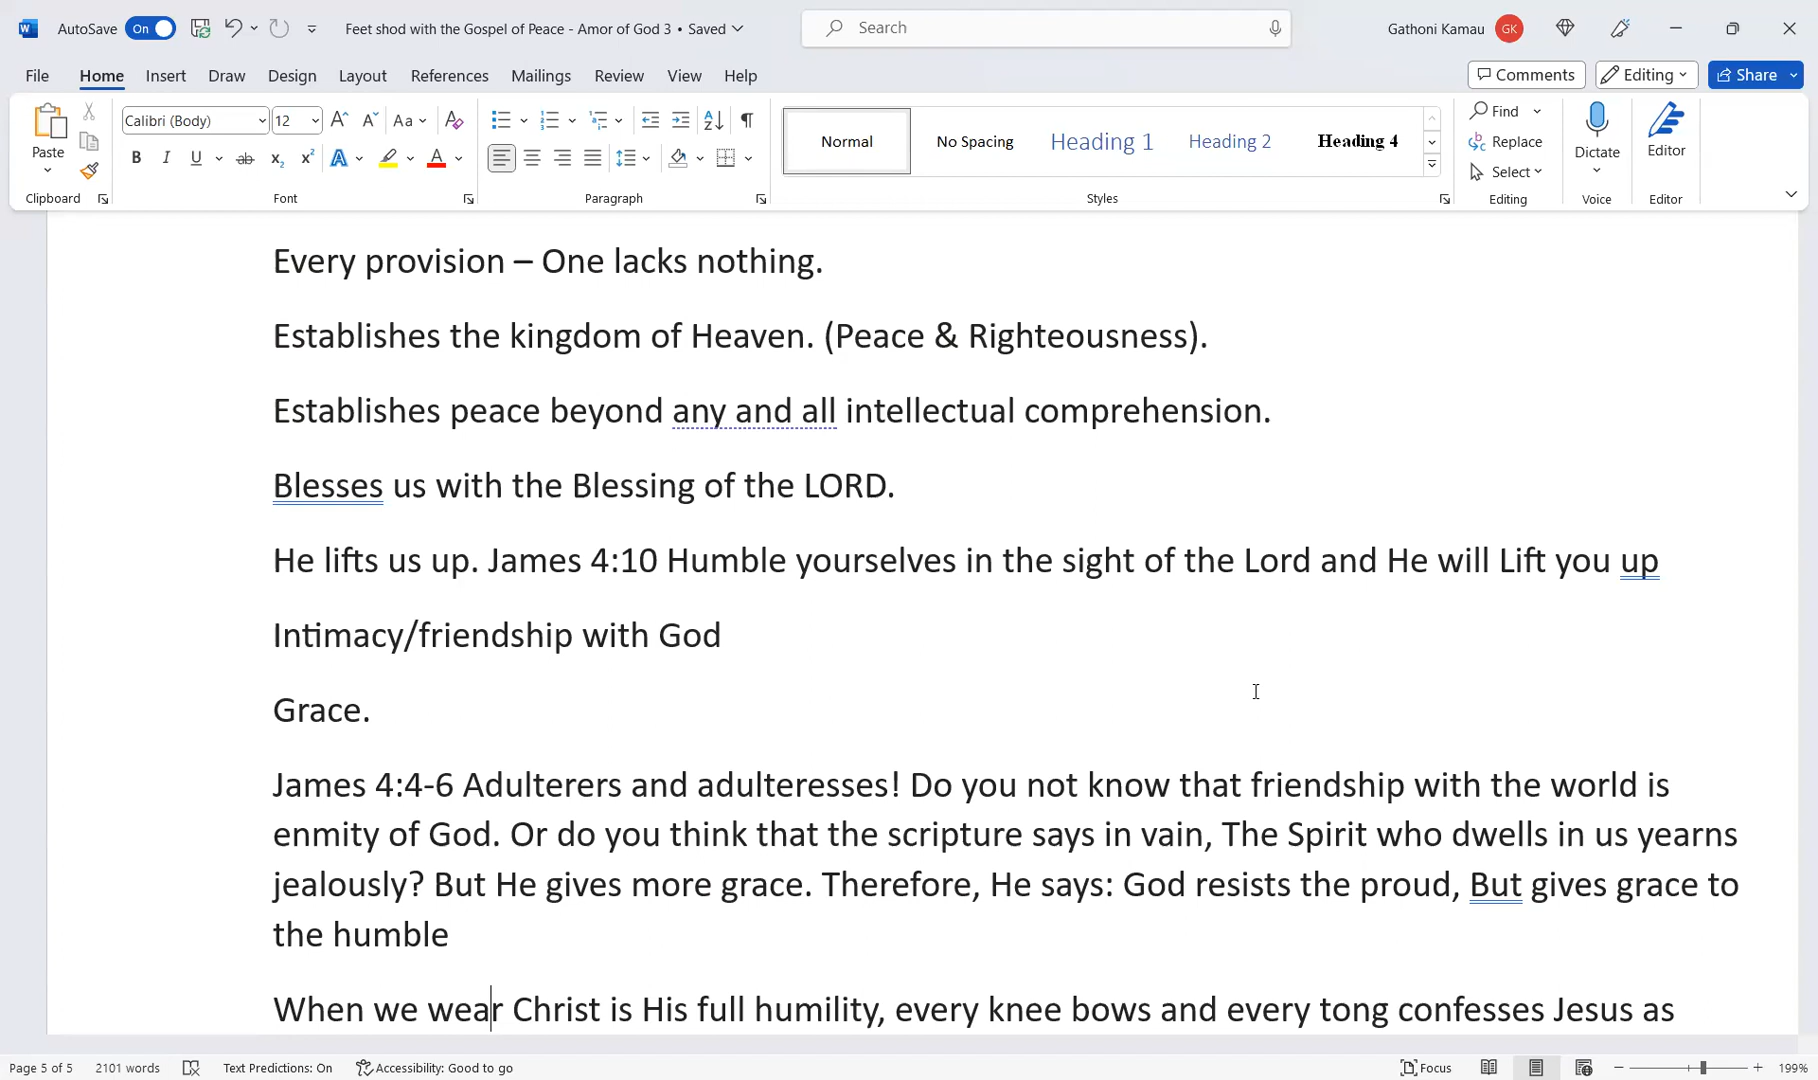 AutoSave On Feet shod with the Gospel of Peace - Amor of God 3 • Saved Search Gathoni Kamau GK
File Home Insert Draw Design Layout References Mailings Review View Help Comments Editing Share
Paste Calibri (Body) 12 Aa Normal No Spacing Heading 1 Heading 2 Heading 4 Find Replace Select Dictate Editor
Clipboard Font Paragraph Styles Editing Voice Editor
Every provision – One lacks nothing.
Establishes the kingdom of Heaven. (Peace & Righteousness).
Establishes peace beyond any and all intellectual comprehension.
Blesses us with the Blessing of the LORD.
He lifts us up. James 4:10 Humble yourselves in the sight of the Lord and He will Lift you up
Intimacy/friendship with God
Grace.
James 4:4-6 Adulterers and adulteresses! Do you not know that friendship with the world is
enmity of God. Or do you think that the scripture says in vain, The Spirit who dwells in us yearns
jealously? But He gives more grace. Therefore, He says: God resists the proud, But gives grace to
the humble
When we wear Christ is His full humility, every knee bows and every tong confesses Jesus as
Page 5 of 5 2101 words Text Predictions: On Accessibility: Good to go Focus 199%